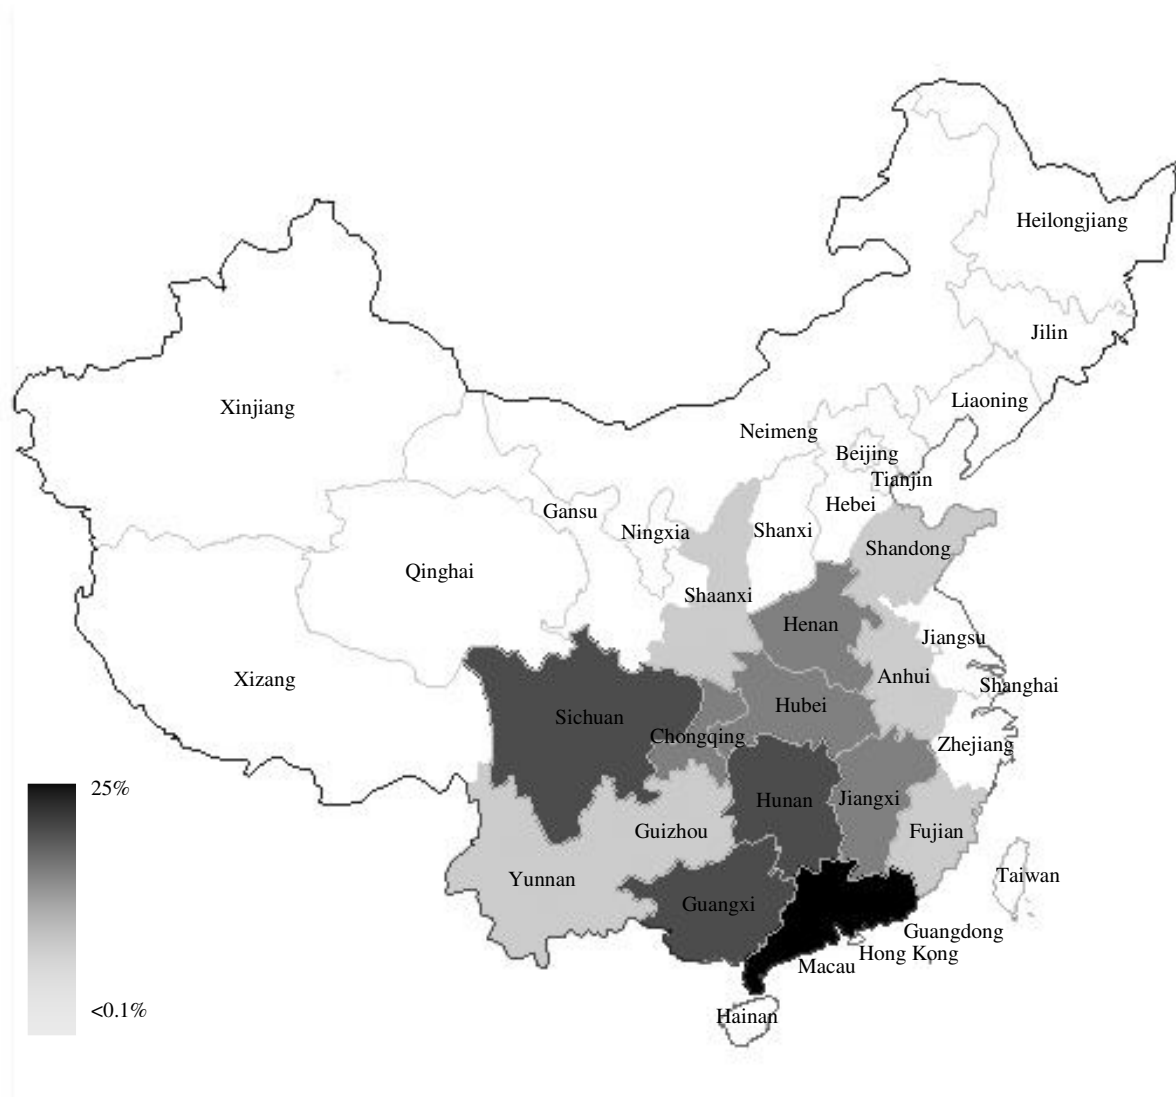 Heilongjiang
Jilin
Liaoning
Xinjiang
Neimeng
Beijing
Tianjin
Hebei
Gansu
Ningxia
Shanxi
Shandong
Qinghai
Shaanxi
Henan
Jiangsu
Xizang
Anhui
Shanghai
Sichuan
Hubei
Chongqing
Zhejiang
25%
Hunan
Jiangxi
Guizhou
Fujian
Yunnan
Taiwan
Guangxi
Guangdong
Hong Kong
Macau
<0.1%
Hainan